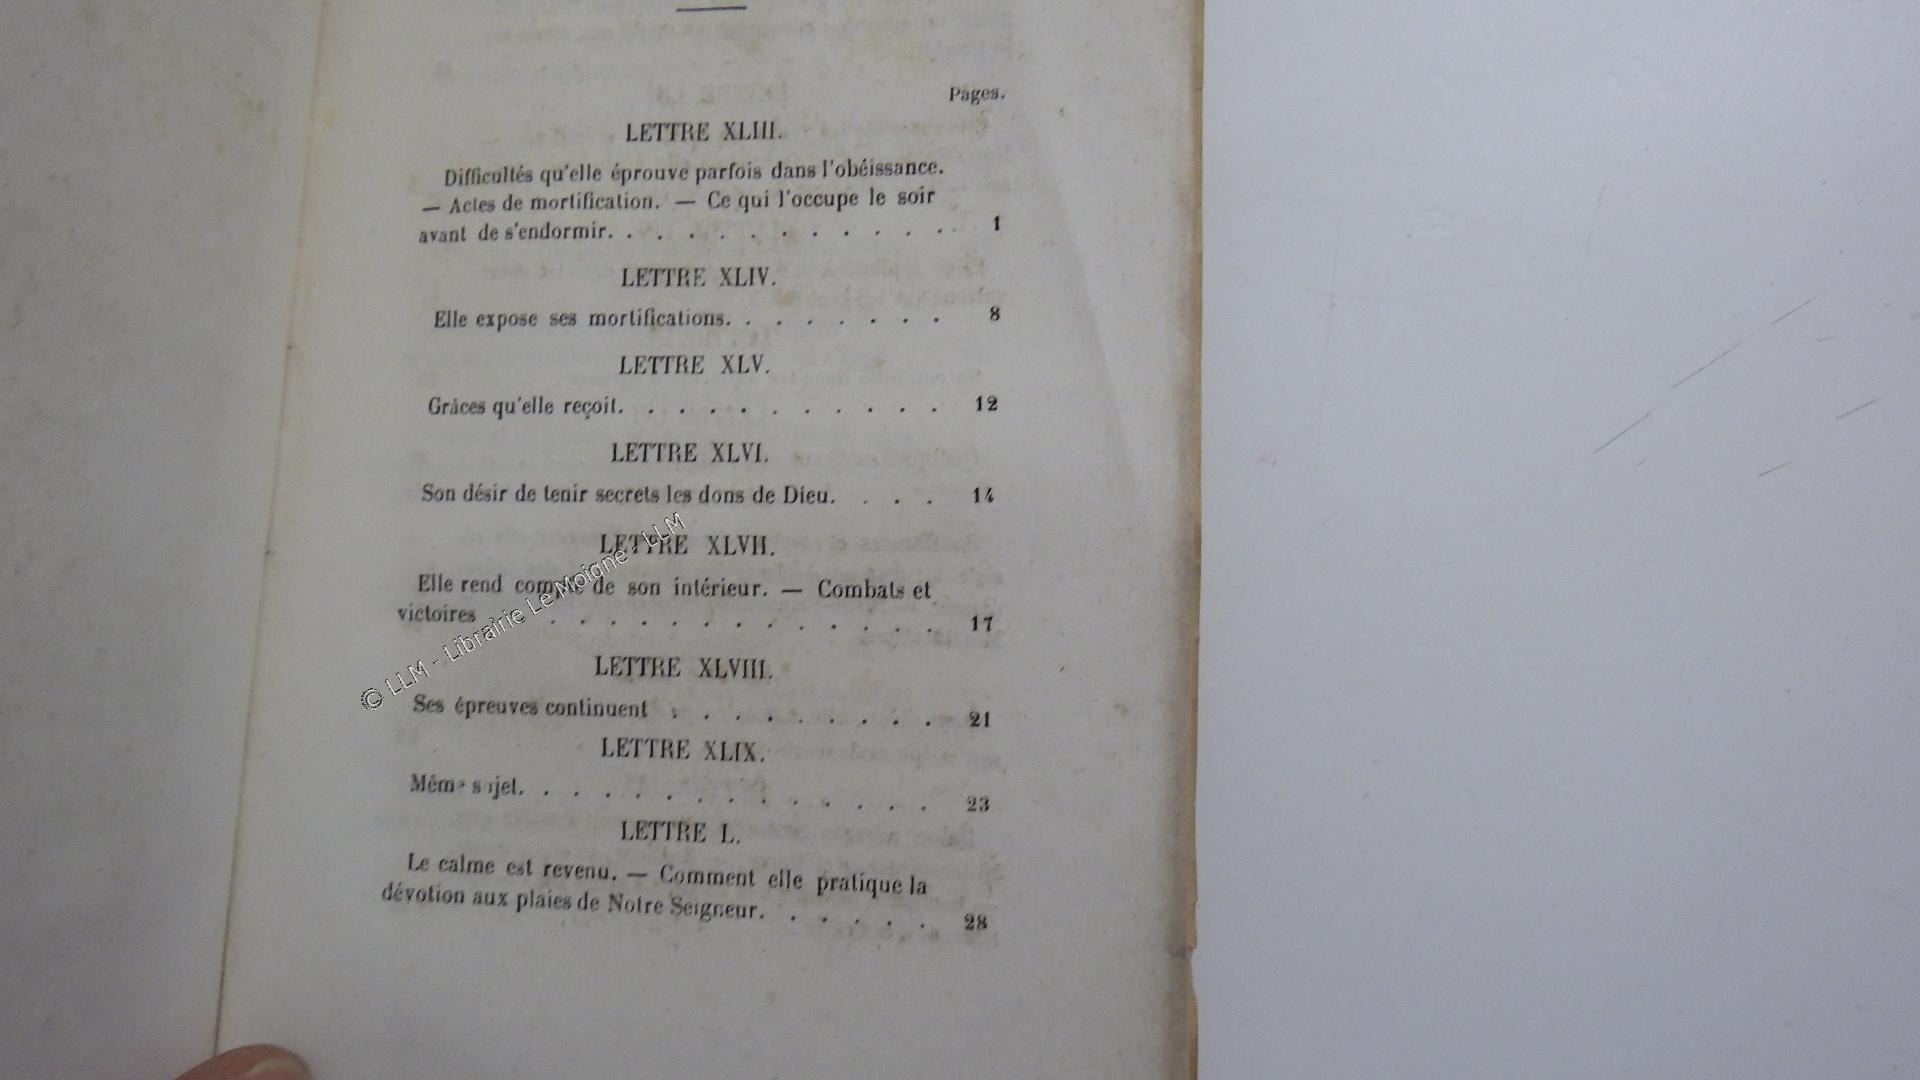 Pages.
LETTRE XLIII.
Difficultés qu'elle éprouve parfois dans l'obéissance.
— Actes de mortification. — Ce qui l'occupe le soir
avant de s'endormir. . . . . . . . . . . . 1
LETTRE XLIV.
Elle expose ses mortifications. . . . . . . . 8
LETTRE XLV.
Grâces qu'elle reçoit. . . . . . . . . . . 12
LETTRE XLVI.
Son désir de tenir secrets les dons de Dieu. . . . 14
LETTRE XLVII.
Elle rend compte de son intérieur. — Combats et
victoires . . . . . . . . . . . . . 17
LETTRE XLVIII.
Ses épreuves continuent . . . . . . . . . 21
LETTRE XLIX.
Même sujet. . . . . . . . . . . . . . 23
LETTRE L.
Le calme est revenu. — Comment elle pratique la
dévotion aux plaies de Notre Seigneur. . . . . . 28
© LLM - Librairie Le Moigne - LLM